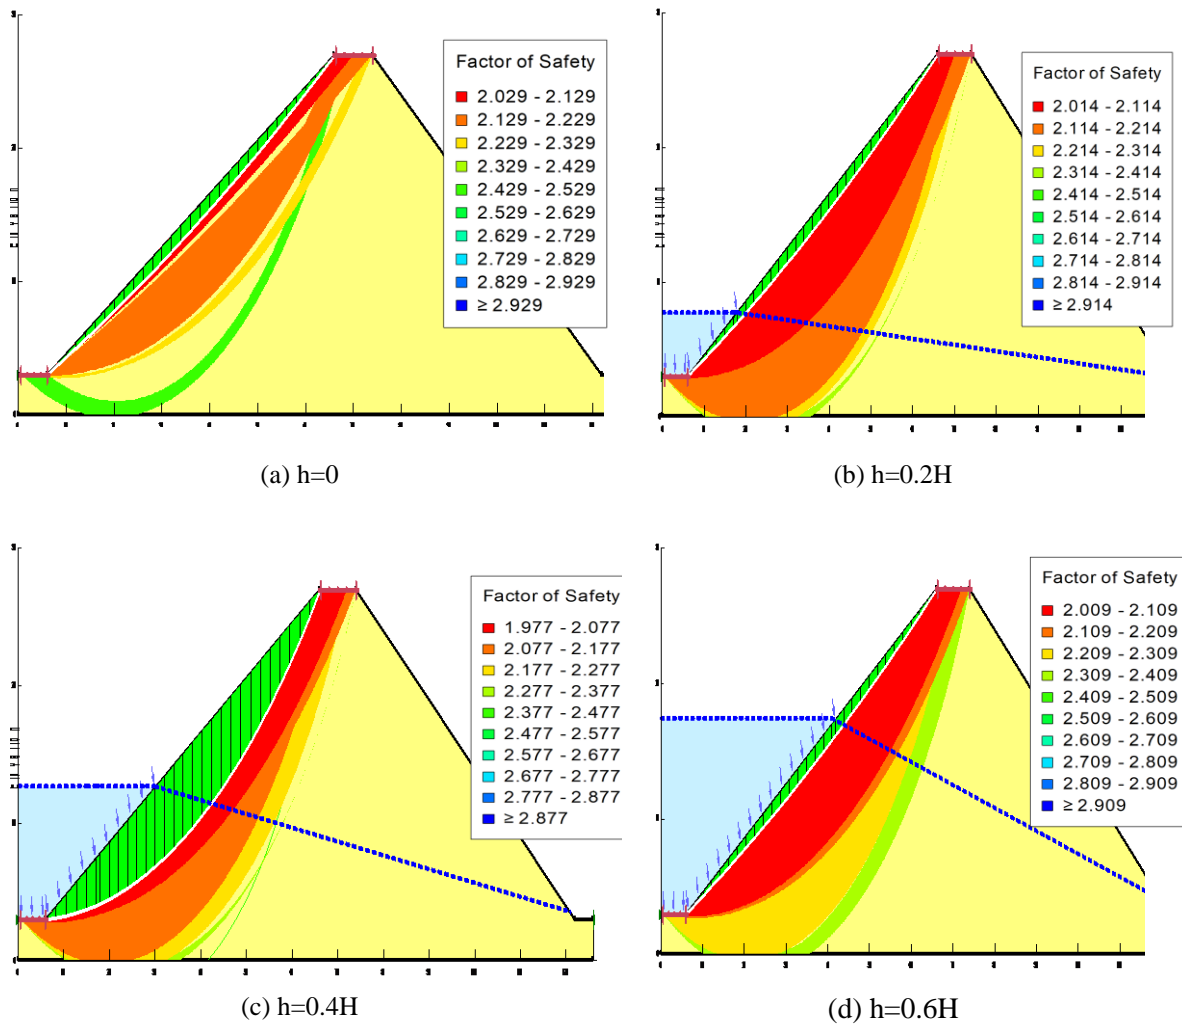 Factor of Safety
2.029 - 2.129
2.129 - 2.229
2.229 - 2.329
2.329 - 2.429
2.429 - 2.529
2.529 - 2.629
2.629 - 2.729
2.729 - 2.829
2.829 - 2.929
≥ 2.929
(a) h=0
Factor of Safety
2.014 - 2.114
2.114 - 2.214
2.214 - 2.314
2.314 - 2.414
2.414 - 2.514
2.514 - 2.614
2.614 - 2.714
2.714 - 2.814
2.814 - 2.914
≥ 2.914
(b) h=0.2H
Factor of Safety
1.977 - 2.077
2.077 - 2.177
2.177 - 2.277
2.277 - 2.377
2.377 - 2.477
2.477 - 2.577
2.577 - 2.677
2.677 - 2.777
2.777 - 2.877
≥ 2.877
(c) h=0.4H
Factor of Safety
2.009 - 2.109
2.109 - 2.209
2.209 - 2.309
2.309 - 2.409
2.409 - 2.509
2.509 - 2.609
2.609 - 2.709
2.709 - 2.809
2.809 - 2.909
≥ 2.909
(d) h=0.6H